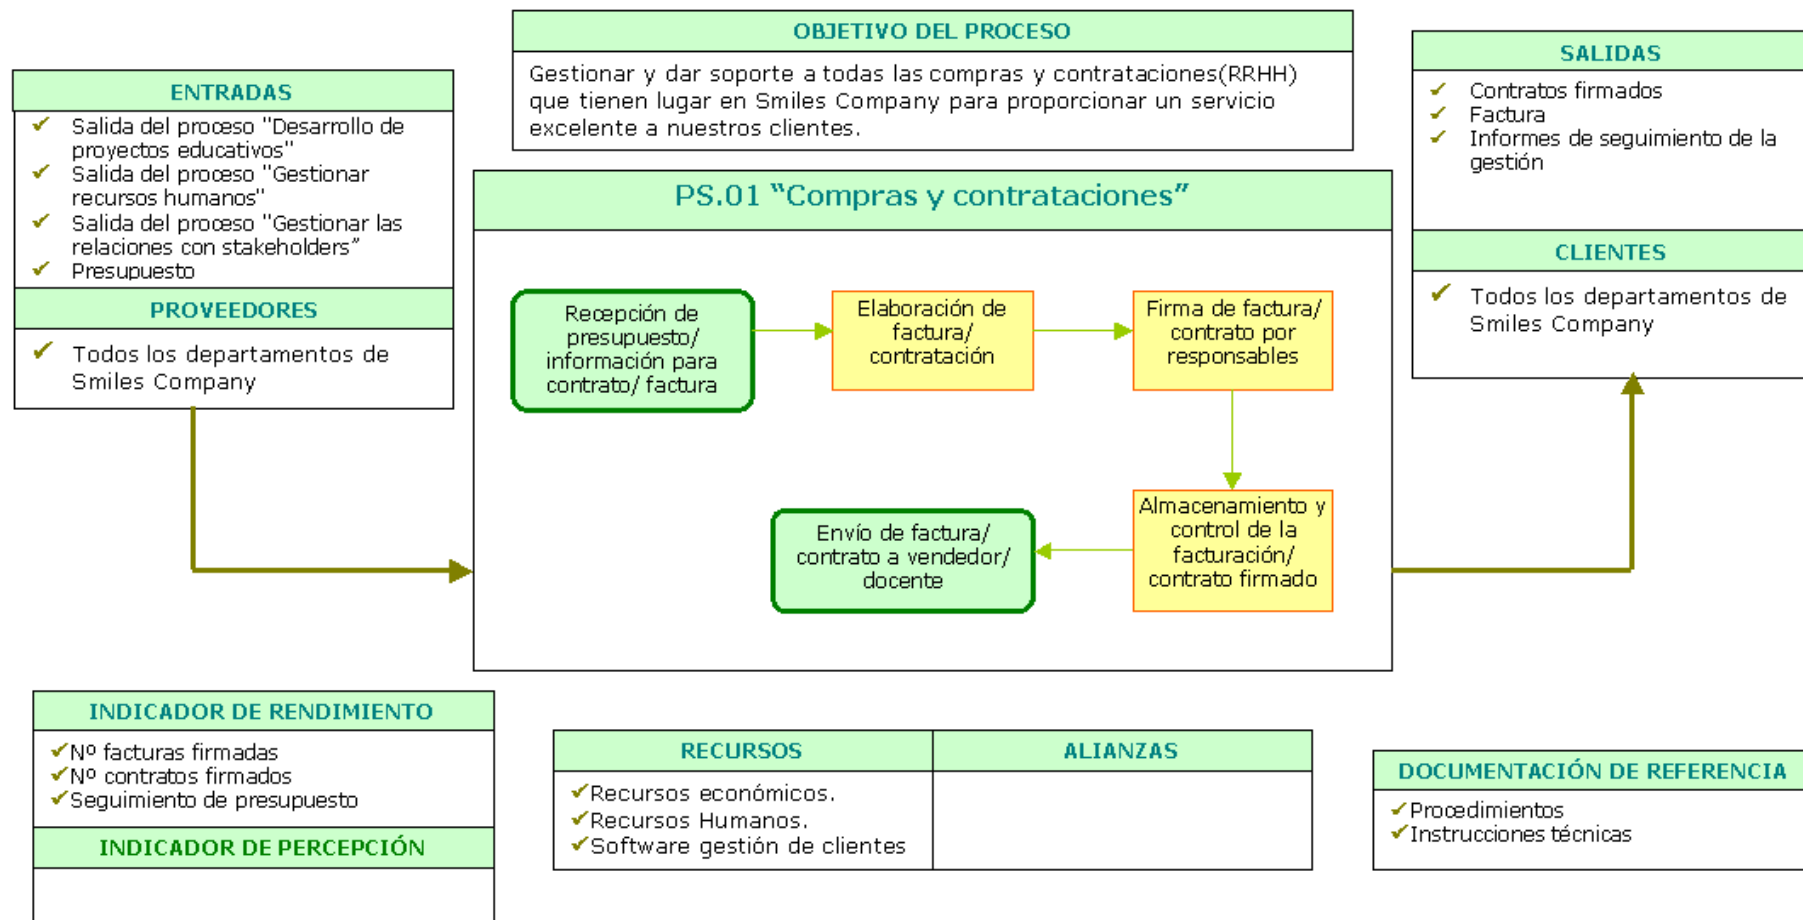 OBJETIVO DEL PROCESO
Gestionar y dar soporte a todas las compras y contrataciones(RRHH)
que tienen lugar en Smiles Company para proporcionar un servicio
excelente a nuestros clientes.
ENTRADAS
Salida del proceso "Desarrollo de
proyectos educativos"
Salida del proceso "Gestionar
recursos humanos"
Salida del proceso "Gestionar las
relaciones con stakeholders”
Presupuesto
PROVEEDORES
Todos los departamentos de
Smiles Company
SALIDAS
Contratos firmados
Factura
Informes de seguimiento de la
gestión
CLIENTES
Todos los departamentos de
Smiles Company
PS.01 “Compras y contrataciones”
Recepción de
presupuesto/
información para
contrato/ factura
Elaboración de
factura/
contratación
Firma de factura/
contrato por
responsables
Almacenamiento y
control de la
facturación/
contrato firmado
Envío de factura/
contrato a vendedor/
docente
INDICADOR DE RENDIMIENTO
Nº facturas firmadas
Nº contratos firmados
Seguimiento de presupuesto
INDICADOR DE PERCEPCIÓN
RECURSOS
Recursos económicos.
Recursos Humanos.
Software gestión de clientes
ALIANZAS
DOCUMENTACIÓN DE REFERENCIA
Procedimientos
Instrucciones técnicas